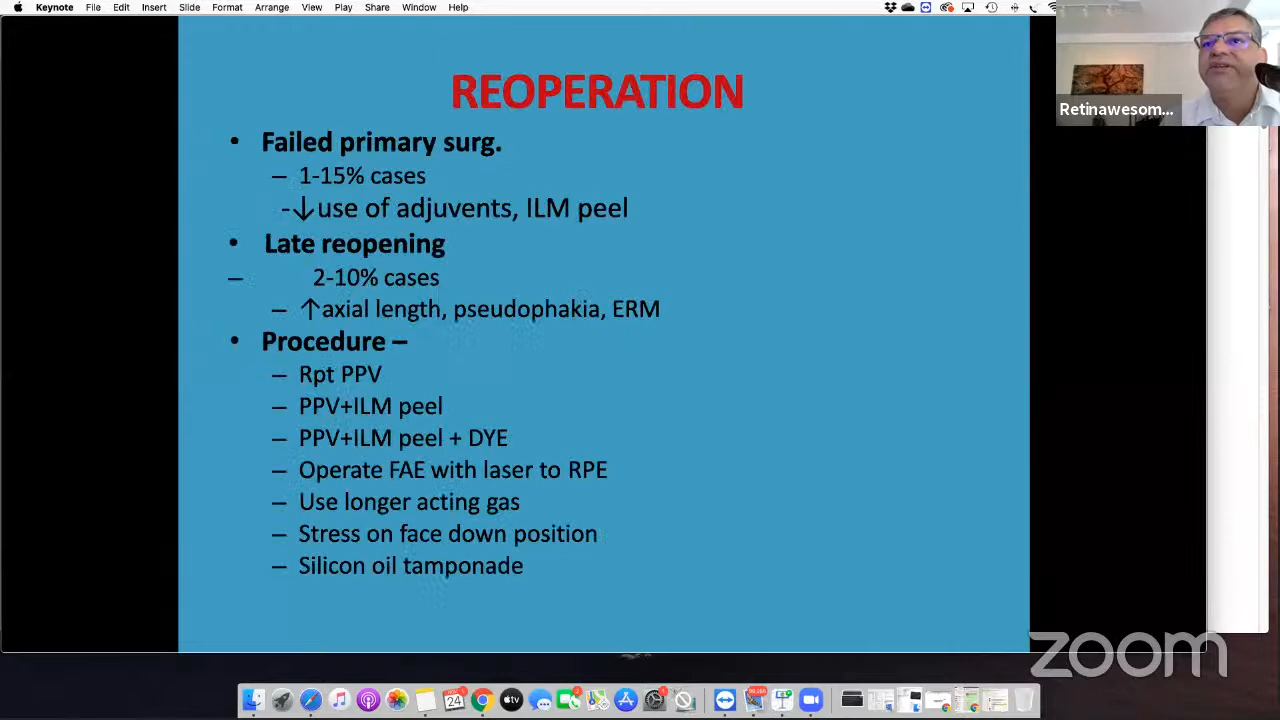 Keynote File Edit Insert Slide Format Arrange View Play Share Window Help
Retinawesom...
REOPERATION
• Failed primary surg.
– 1-15% cases
-↓use of adjuvents, ILM peel
• Late reopening
– 2-10% cases
– ↑axial length, pseudophakia, ERM
• Procedure –
– Rpt PPV
– PPV+ILM peel
– PPV+ILM peel + DYE
– Operate FAE with laser to RPE
– Use longer acting gas
– Stress on face down position
– Silicon oil tamponade
zoom
24
tv